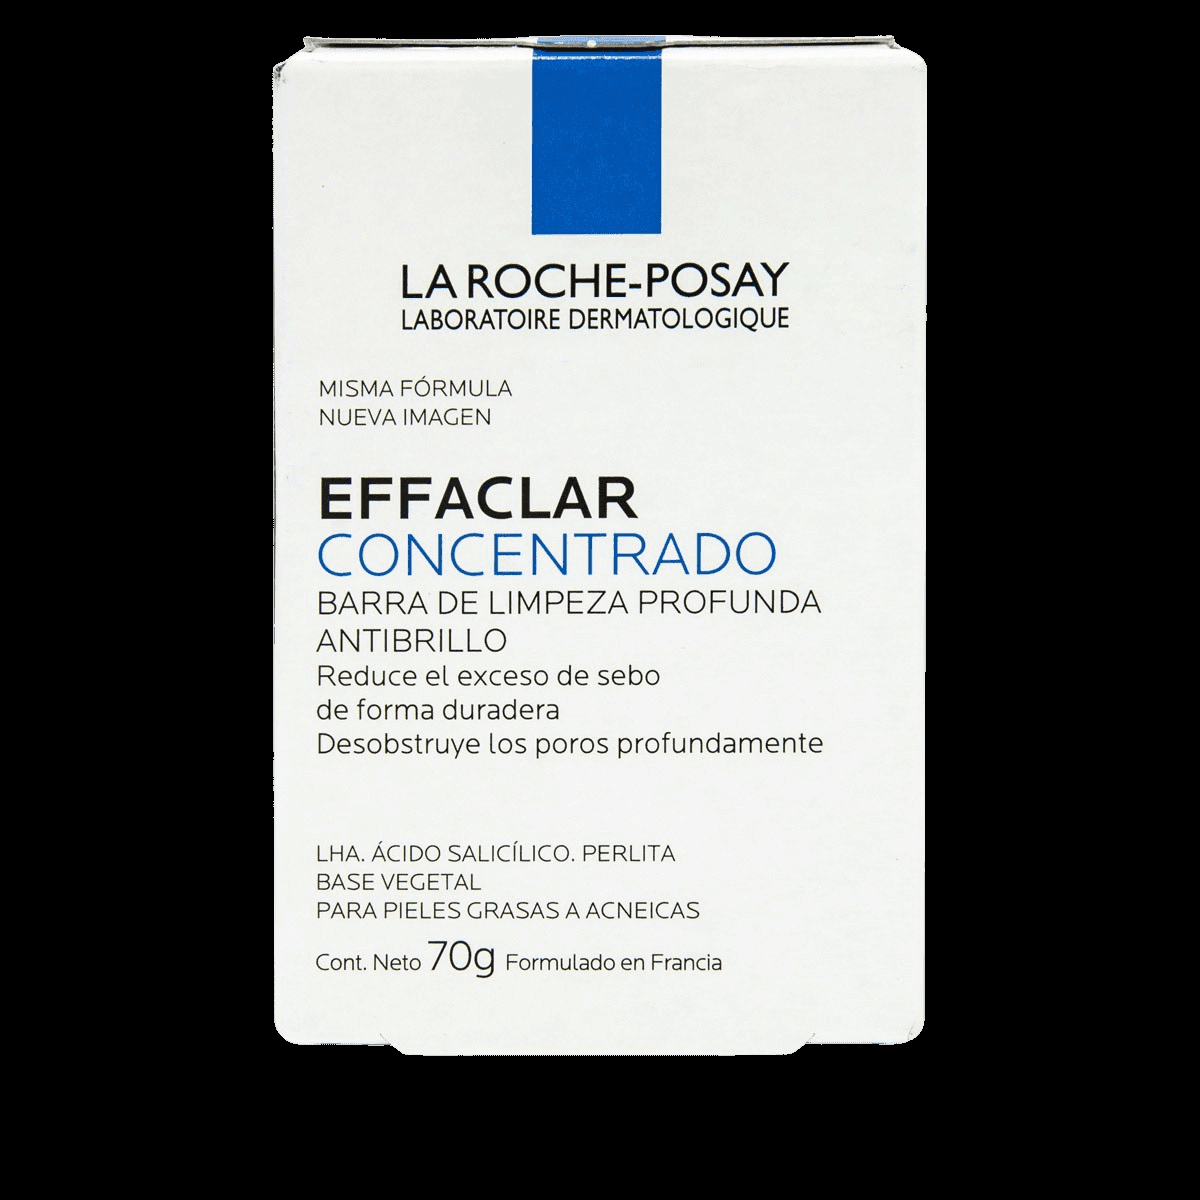 LA ROCHE-POSAY
LABORATOIRE DERMATOLOGIQUE
MISMA FÓRMULA
NUEVA IMAGEN
EFFACLAR
CONCENTRADO
BARRA DE LIMPEZA PROFUNDA
ANTIBRILLO
Reduce el exceso de sebo
de forma duradera
Desobstruye los poros profundamente
LHA. ÁCIDO SALICÍLICO. PERLITA
BASE VEGETAL
PARA PIELES GRASAS A ACNEICAS
Cont. Neto 70g Formulado en Francia